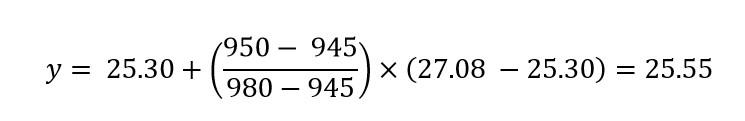 y = 25.30 + (950 − 945 / 980 − 945) × (27.08 − 25.30) = 25.55